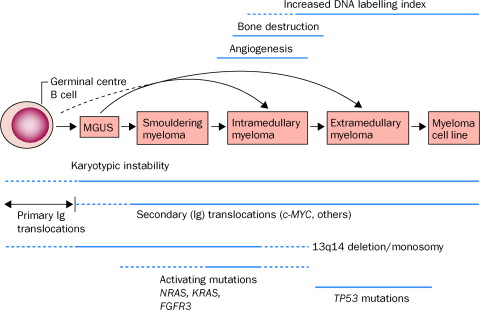 Increased DNA labelling index
Bone destruction
Angiogenesis
Germinal centre
B cell
MGUS
Smouldering
myeloma
Intramedullary
myeloma
Extramedullary
myeloma
Myeloma
cell line
Karyotypic instability
Primary Ig
translocations
Secondary (Ig) translocations (c-MYC, others)
13q14 deletion/monosomy
Activating mutations
NRAS, KRAS,
FGFR3
TP53 mutations